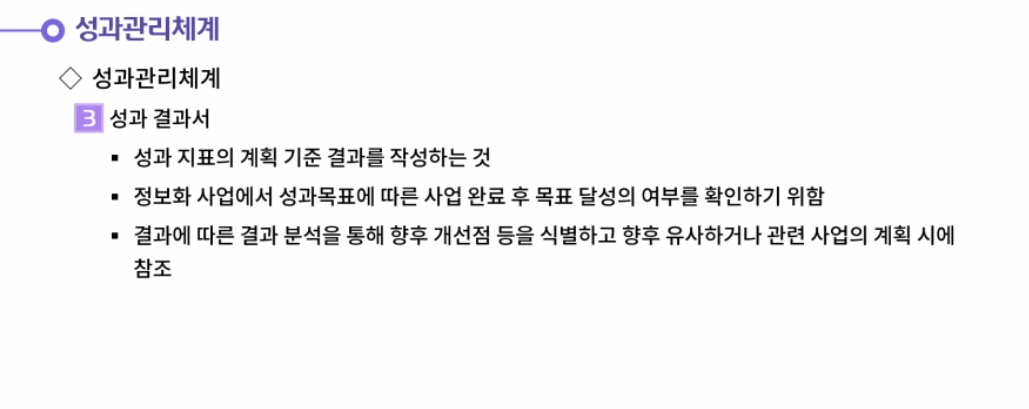 성과관리체계
◇ 성과관리체계
3 성과 결과서
▪ 성과 지표의 계획 기준 결과를 작성하는 것
▪ 정보화 사업에서 성과목표에 따른 사업 완료 후 목표 달성의 여부를 확인하기 위함
▪ 결과에 따른 결과 분석을 통해 향후 개선점 등을 식별하고 향후 유사하거나 관련 사업의 계획 시에
참조